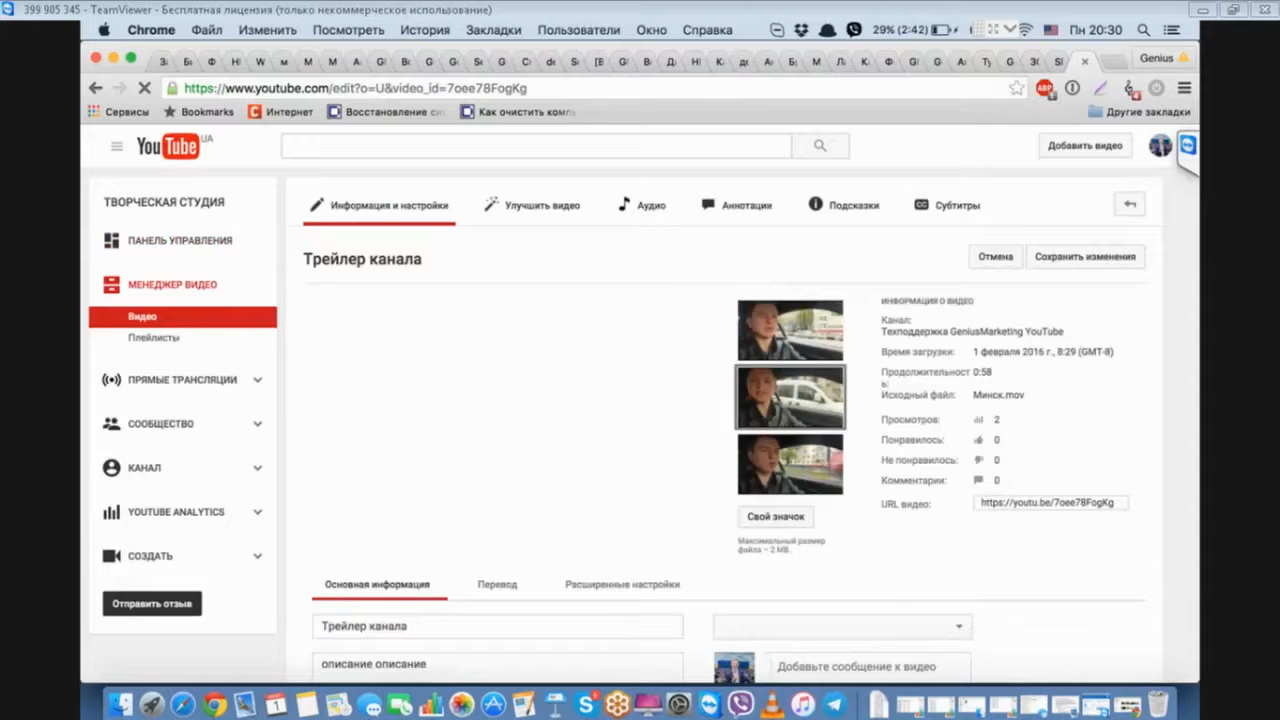 399 905 345 - TeamViewer - Бесплатная лицензия (только некоммерческое использование)
Chrome Файл Изменить Посмотреть История Закладки Пользователи Окно Справка 29% (2:42) Пн 20:30
Genius
https://www.youtube.com/edit?o=U&video_id=7oee78FogKg
Сервисы Bookmarks Интернет Восстановление си Как очистить комп Другие закладки
YouTube UA Добавить видео
ТВОРЧЕСКАЯ СТУДИЯ
ПАНЕЛЬ УПРАВЛЕНИЯ
МЕНЕДЖЕР ВИДЕО
Видео
Плейлисты
ПРЯМЫЕ ТРАНСЛЯЦИИ
СООБЩЕСТВО
КАНАЛ
YOUTUBE ANALYTICS
СОЗДАТЬ
Отправить отзыв
Информация и настройки Улучшить видео Аудио Аннотации Подсказки Субтитры
Трейлер канала
Отмена Сохранить изменения
ИНФОРМАЦИЯ О ВИДЕО
Канал:
Техподдержка GeniusMarketing YouTube
Время загрузки: 1 февраля 2016 г., 8:29 (GMT-8)
Продолжительност 0:58
ь:
Исходный файл: Минск.mov
Просмотров: 2
Понравилось: 0
Не понравилось: 0
Комментарии: 0
URL видео: https://youtu.be/7oee78FogKg
Свой значок
Максимальный размер
файла – 2 MB.
Основная информация Перевод Расширенные настройки
Трейлер канала
описание описание
Добавьте сообщение к видео